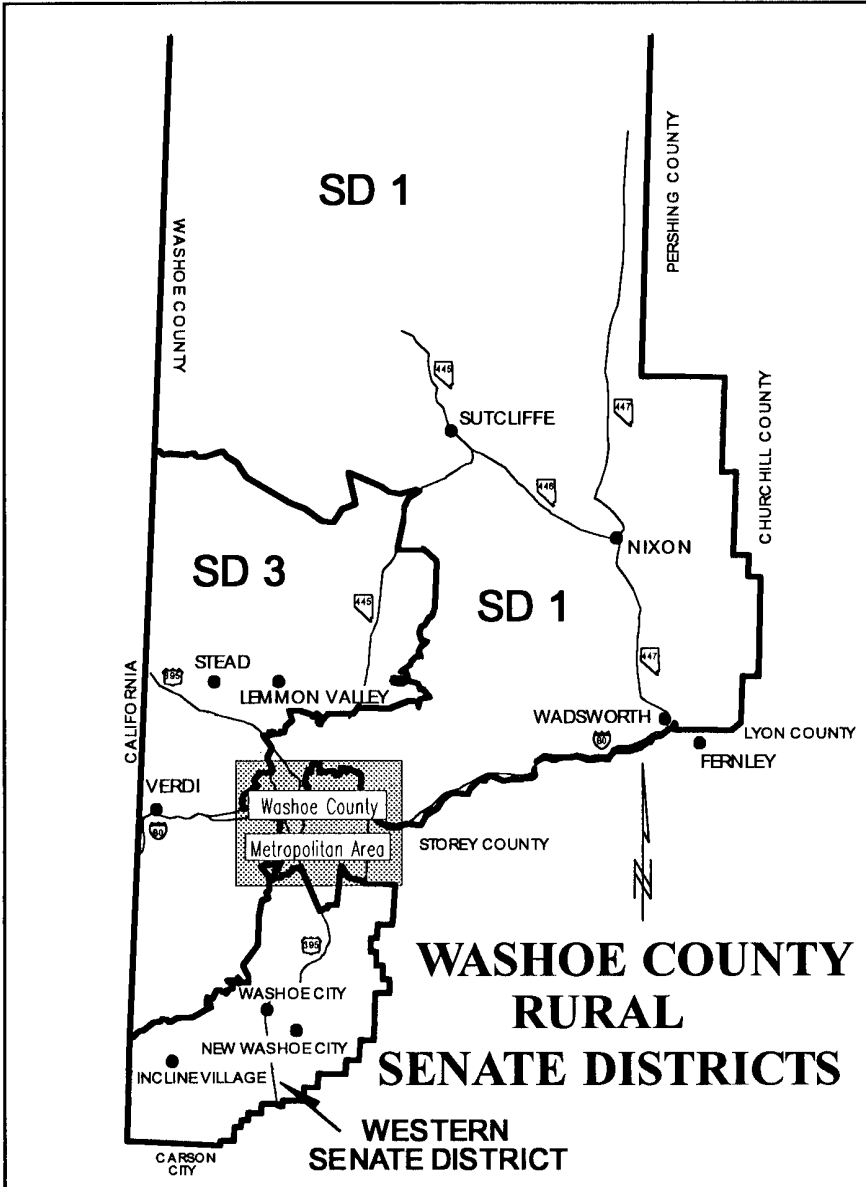 SD 1
WASHOE COUNTY
PERSHING COUNTY
445
SUTCLIFFE
447
CHURCHILL COUNTY
446
NIXON
SD 3
SD 1
445
STEAD
395
LEMMON VALLEY
447
CALIFORNIA
WADSWORTH
80
LYON COUNTY
FERNLEY
VERDI
80
Washoe County
Metropolitan Area
STOREY COUNTY
N
395
WASHOE COUNTY
RURAL
SENATE DISTRICTS
WASHOE CITY
NEW WASHOE CITY
INCLINE VILLAGE
WESTERN
SENATE DISTRICT
CARSON
CITY